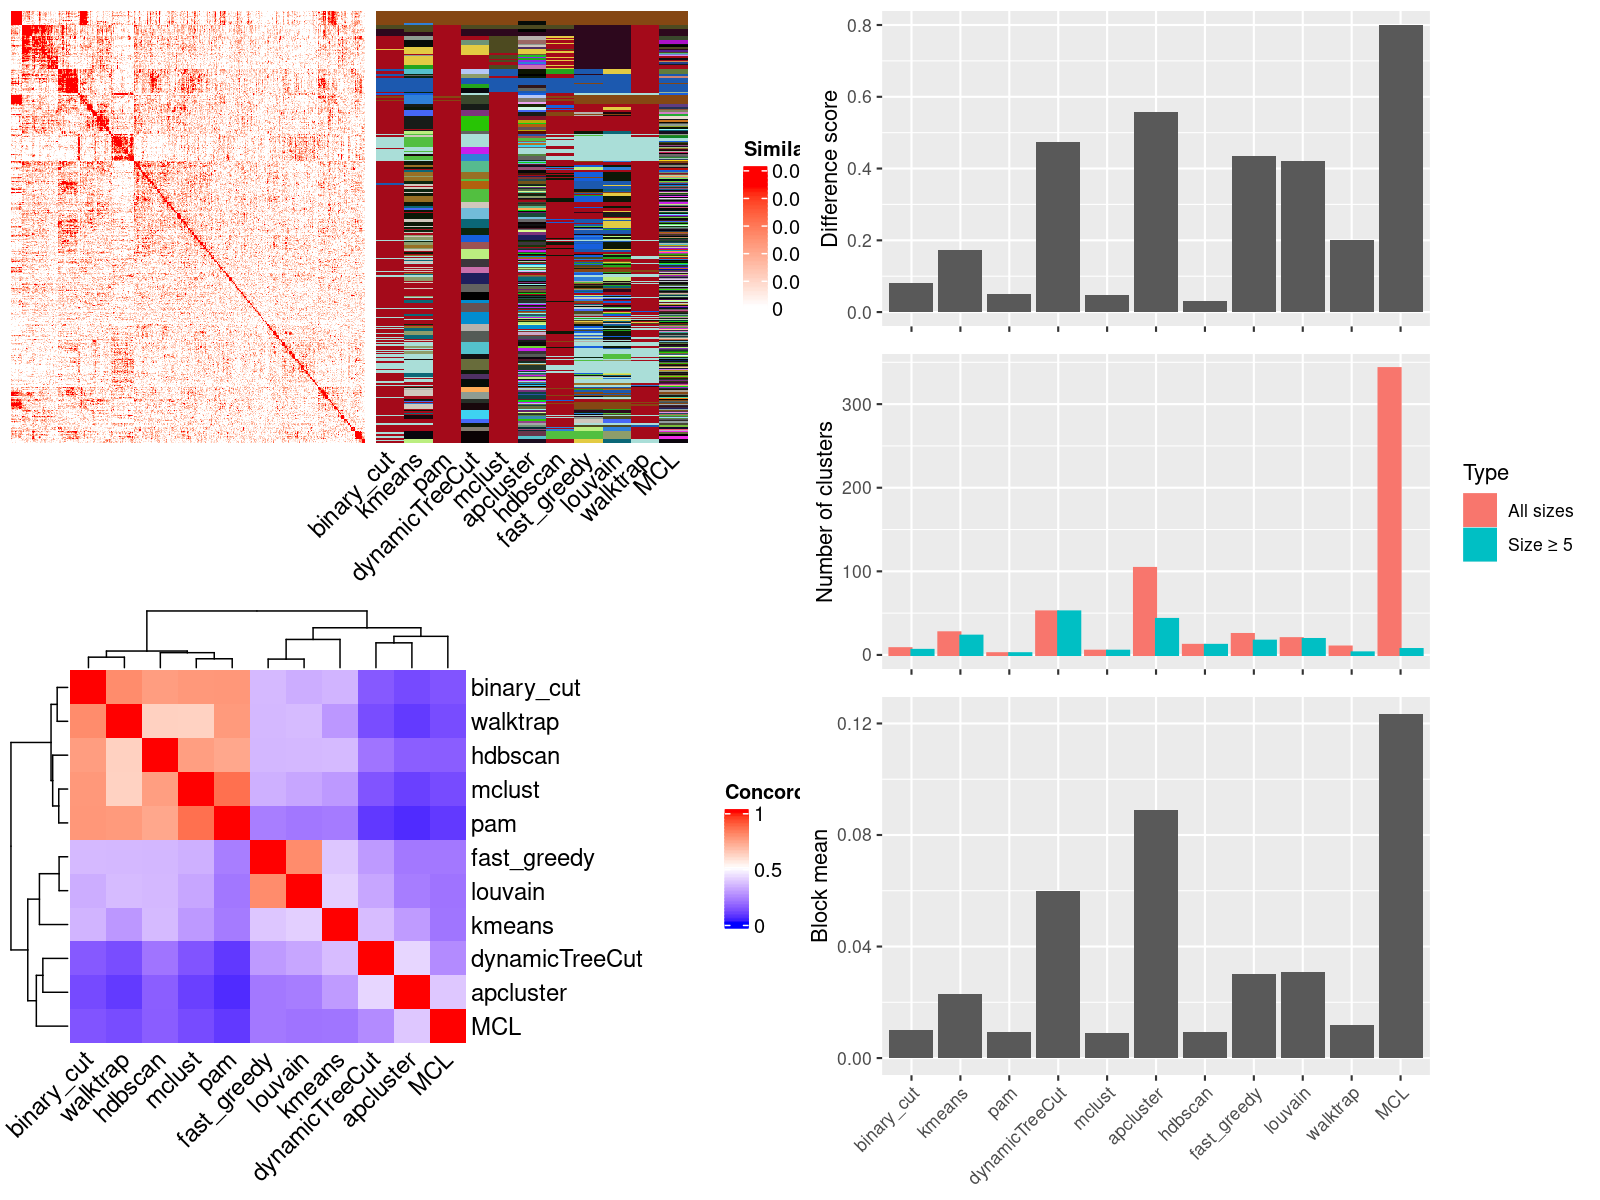 Simila
0.0
0.0
0.0
0.0
0
binary_cut
kmeans
pam
dynamicTreeCut
mclust
apcluster
hdbscan
fast_greedy
louvain
walktrap
MCL
binary_cut
walktrap
hdbscan
mclust
pam
fast_greedy
louvain
kmeans
dynamicTreeCut
apcluster
MCL
binary_cut
walktrap
hdbscan
mclust
pam
fast_greedy
louvain
kmeans
dynamicTreeCut
apcluster
MCL
Concord
1
0.5
0
Difference score
0.8
0.6
0.4
0.2
0.0
Number of clusters
300
200
100
0
Type
All sizes
Size ≥ 5
Block mean
0.12
0.08
0.04
0.00
binary_cut
kmeans
pam
dynamicTreeCut
mclust
apcluster
hdbscan
fast_greedy
louvain
walktrap
MCL